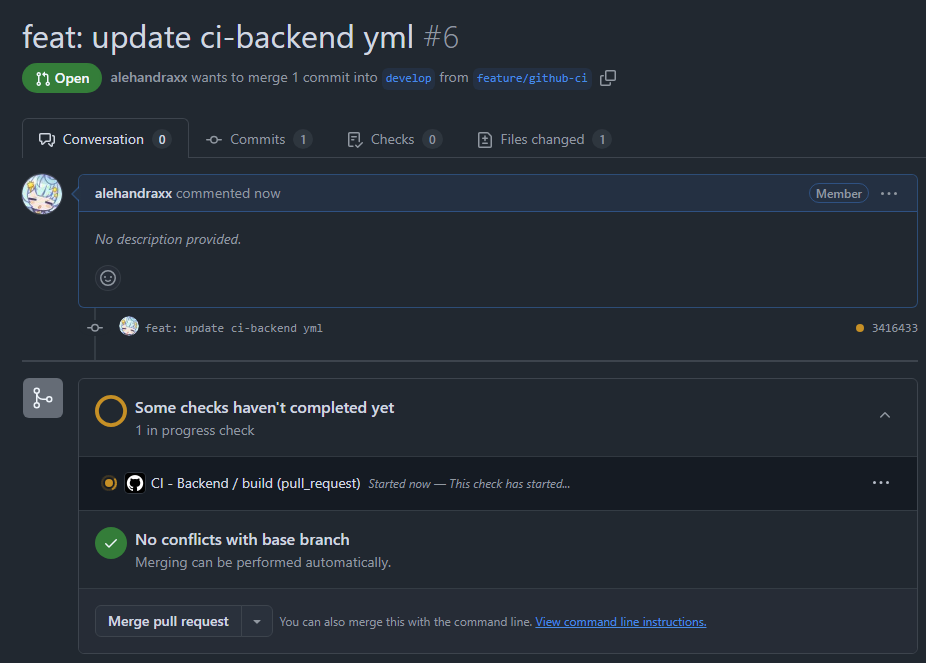 feat: update ci-backend yml #6
Open alehandraxx wants to merge 1 commit into develop from feature/github-ci
Conversation 0 Commits 1 Checks 0 Files changed 1
alehandraxx commented now Member
No description provided.
feat: update ci-backend yml 3416433
Some checks haven't completed yet
1 in progress check
CI - Backend / build (pull_request) Started now — This check has started...
No conflicts with base branch
Merging can be performed automatically.
Merge pull request You can also merge this with the command line. View command line instructions.